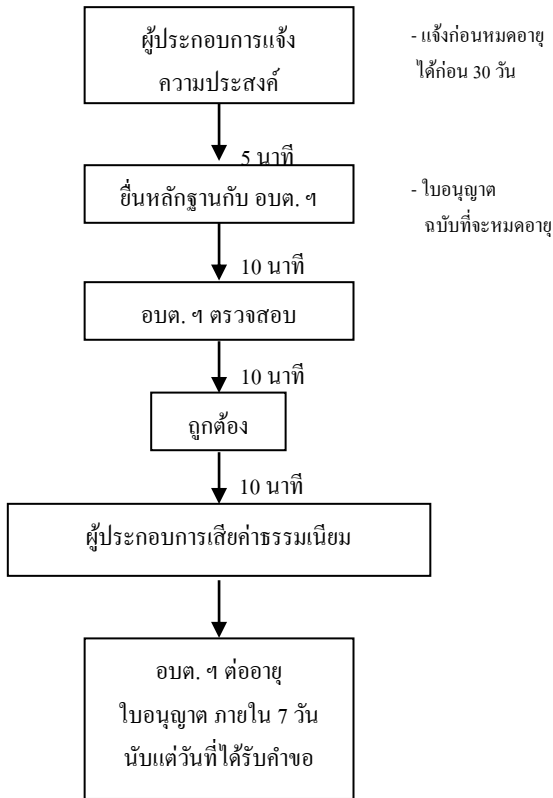 ผู้ประกอบการแจ้ง
ความประสงค์
- แจ้งก่อนหมดอายุ
ได้ก่อน 30 วัน
5 นาที
ยื่นหลักฐานกับ อบต. ฯ
- ใบอนุญาต
ฉบับที่จะหมดอายุ
10 นาที
อบต. ฯ ตรวจสอบ
10 นาที
ถูกต้อง
10 นาที
ผู้ประกอบการเสียค่าธรรมเนียม
อบต. ฯ ต่ออายุ
ใบอนุญาต ภายใน 7 วัน
นับแต่วันที่ได้รับคำขอ